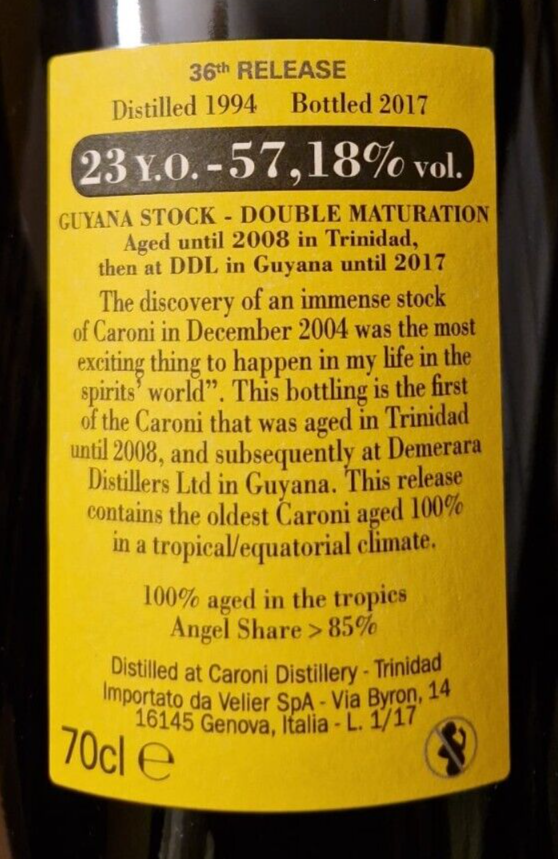 36th RELEASE
Distilled 1994 Bottled 2017
23 Y.O. - 57,18% vol.
GUYANA STOCK - DOUBLE MATURATION
Aged until 2008 in Trinidad,
then at DDL in Guyana until 2017
The discovery of an immense stock
of Caroni in December 2004 was the most
exciting thing to happen in my life in the
spirits’ world”. This bottling is the first
of the Caroni that was aged in Trinidad
until 2008, and subsequently at Demerara
Distillers Ltd in Guyana. This release
contains the oldest Caroni aged 100%
in a tropical/equatorial climate.
100% aged in the tropics
Angel Share > 85%
Distilled at Caroni Distillery - Trinidad
Importato da Velier SpA - Via Byron, 14
16145 Genova, Italia - L. 1/17
70cl e